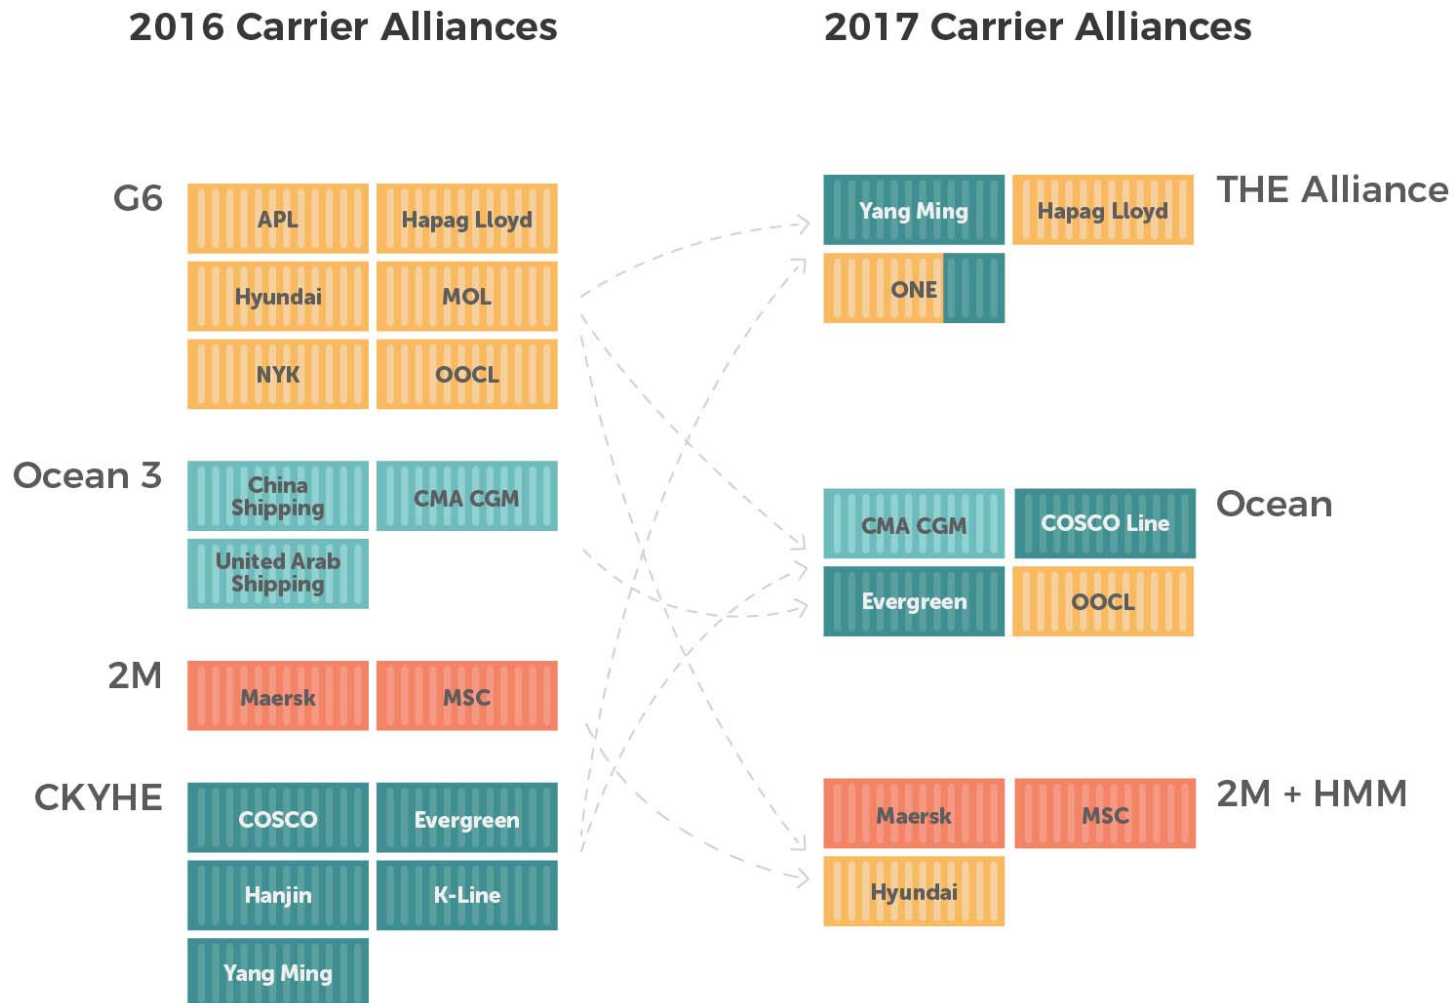 2016 Carrier Alliances
2017 Carrier Alliances
G6
APL
Hapag Lloyd
Hyundai
MOL
NYK
OOCL
Ocean 3
China
Shipping
CMA CGM
United Arab
Shipping
2M
Maersk
MSC
CKYHE
COSCO
Evergreen
Hanjin
K-Line
Yang Ming
Yang Ming
Hapag Lloyd
THE Alliance
ONE
CMA CGM
COSCO Line
Ocean
Evergreen
OOCL
Maersk
MSC
2M + HMM
Hyundai